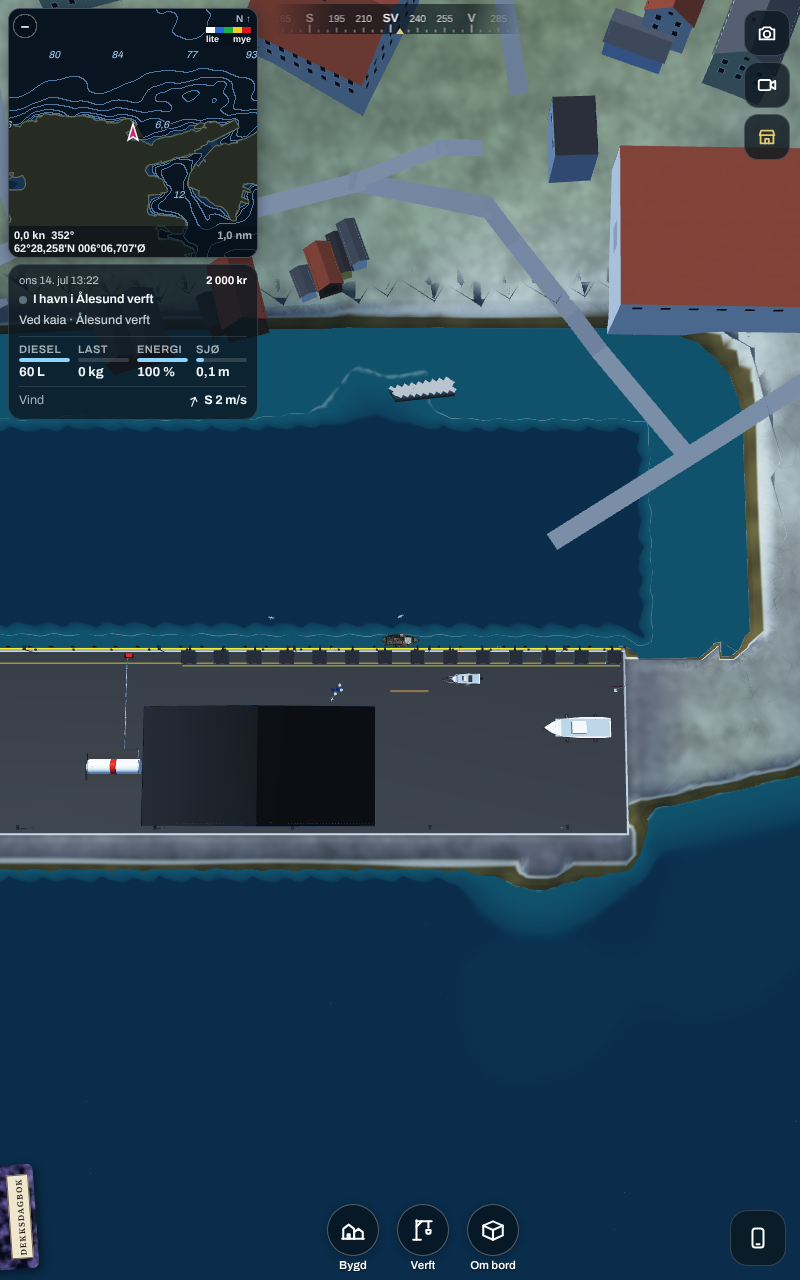 N ↑
lite mye
80 84 77 93
6,6
12
0,0 kn 352° 1,0 nm
62°28,258'N 006°06,707'Ø
S 195 210 SV 240 255 V 285
ons 14. jul 13:22 2 000 kr
I havn i Ålesund verft
Ved kaia · Ålesund verft
DIESEL LAST ENERGI SJØ
60 L 0 kg 100 % 0,1 m
Vind S 2 m/s
DEKKSDAGBOK
Bygd Verft Om bord